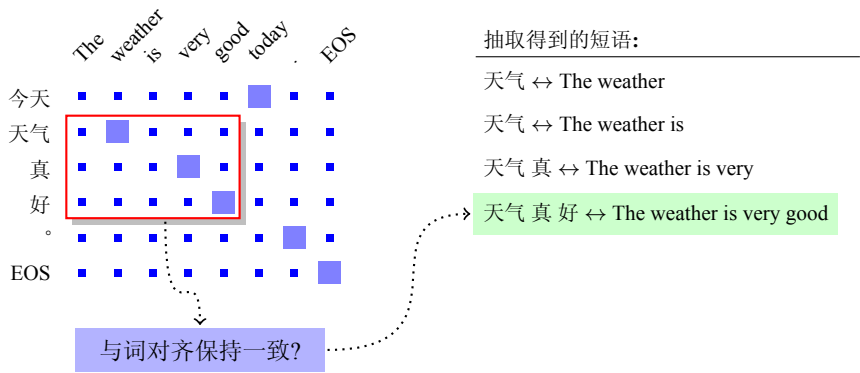 The weather is very good today . EOS
今天
天气
真
好
。
EOS
与词对齐保持一致?
抽取得到的短语:
天气 ↔ The weather
天气 ↔ The weather is
天气 真 ↔ The weather is very
天气 真 好 ↔ The weather is very good